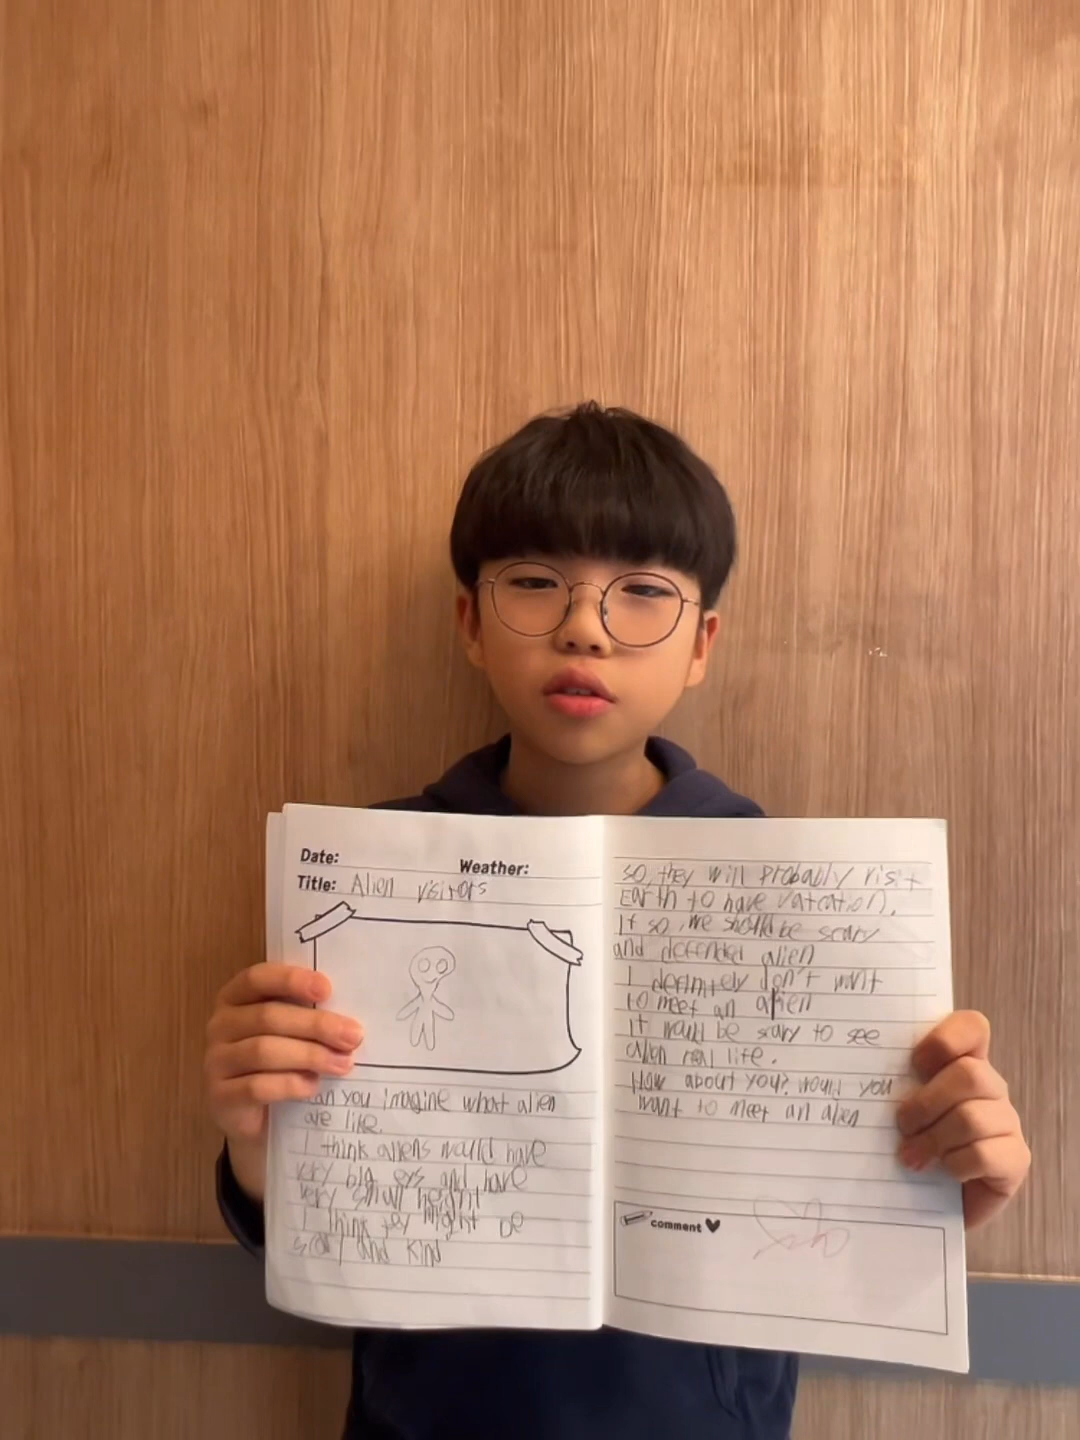 Date:
Weather:
Title: Alien visitors
can you imagine what alien
are like.
I think aliens would have
very big eys and have
very small height
I think tey might be
scary and kind
so, they will probably visit
Earth to have vatcation,
If so, we should be scary
and defended alien
I definitely don't want
to meet an alien
it would be scary to see
alien real life.
How about you? would you
want to meet an alien
comment